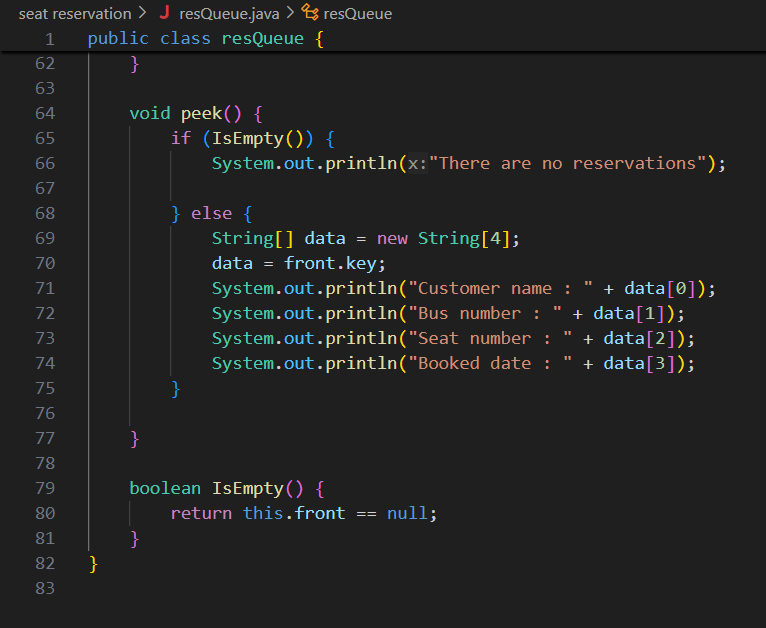 seat reservation > J resQueue.java > resQueue
1 public class resQueue {
62 }
63
64 void peek() {
65 if (IsEmpty()) {
66 System.out.println(x:"There are no reservations");
67
68 } else {
69 String[] data = new String[4];
70 data = front.key;
71 System.out.println("Customer name : " + data[0]);
72 System.out.println("Bus number : " + data[1]);
73 System.out.println("Seat number : " + data[2]);
74 System.out.println("Booked date : " + data[3]);
75 }
76
77 }
78
79 boolean IsEmpty() {
80 return this.front == null;
81 }
82 }
83